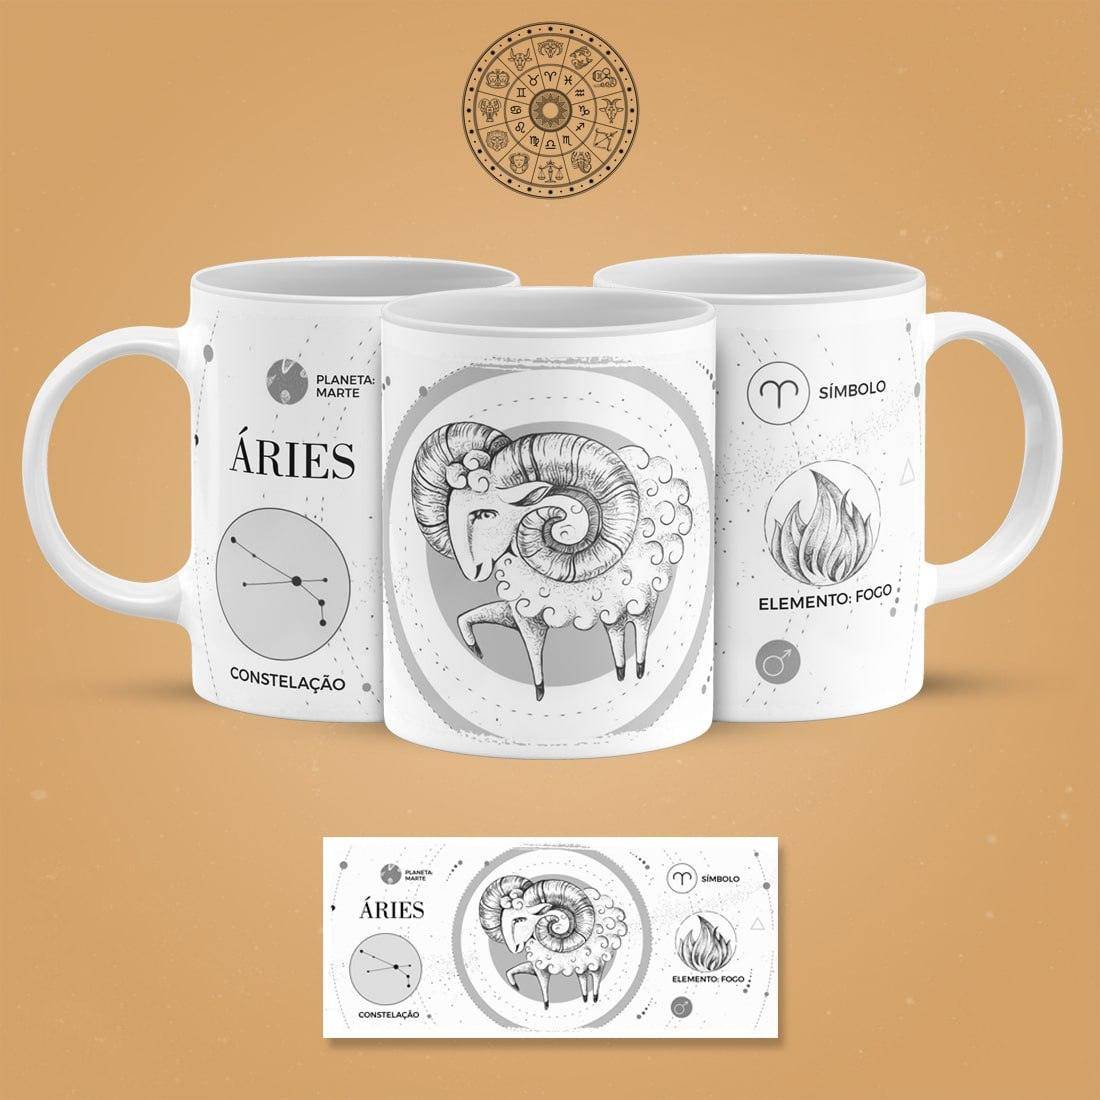 PLANETA:
MARTE
ÁRIES
CONSTELAÇÃO
SÍMBOLO
ELEMENTO: FOGO
PLANETA:
MARTE
ÁRIES
CONSTELAÇÃO
SÍMBOLO
ELEMENTO: FOGO